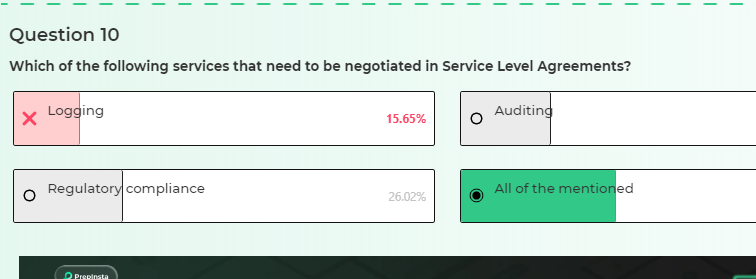 Question 10
Which of the following services that need to be negotiated in Service Level Agreements?
Logging
15.65%
Auditing
Regulatory compliance
26.02%
All of the mentioned
PrepInsta